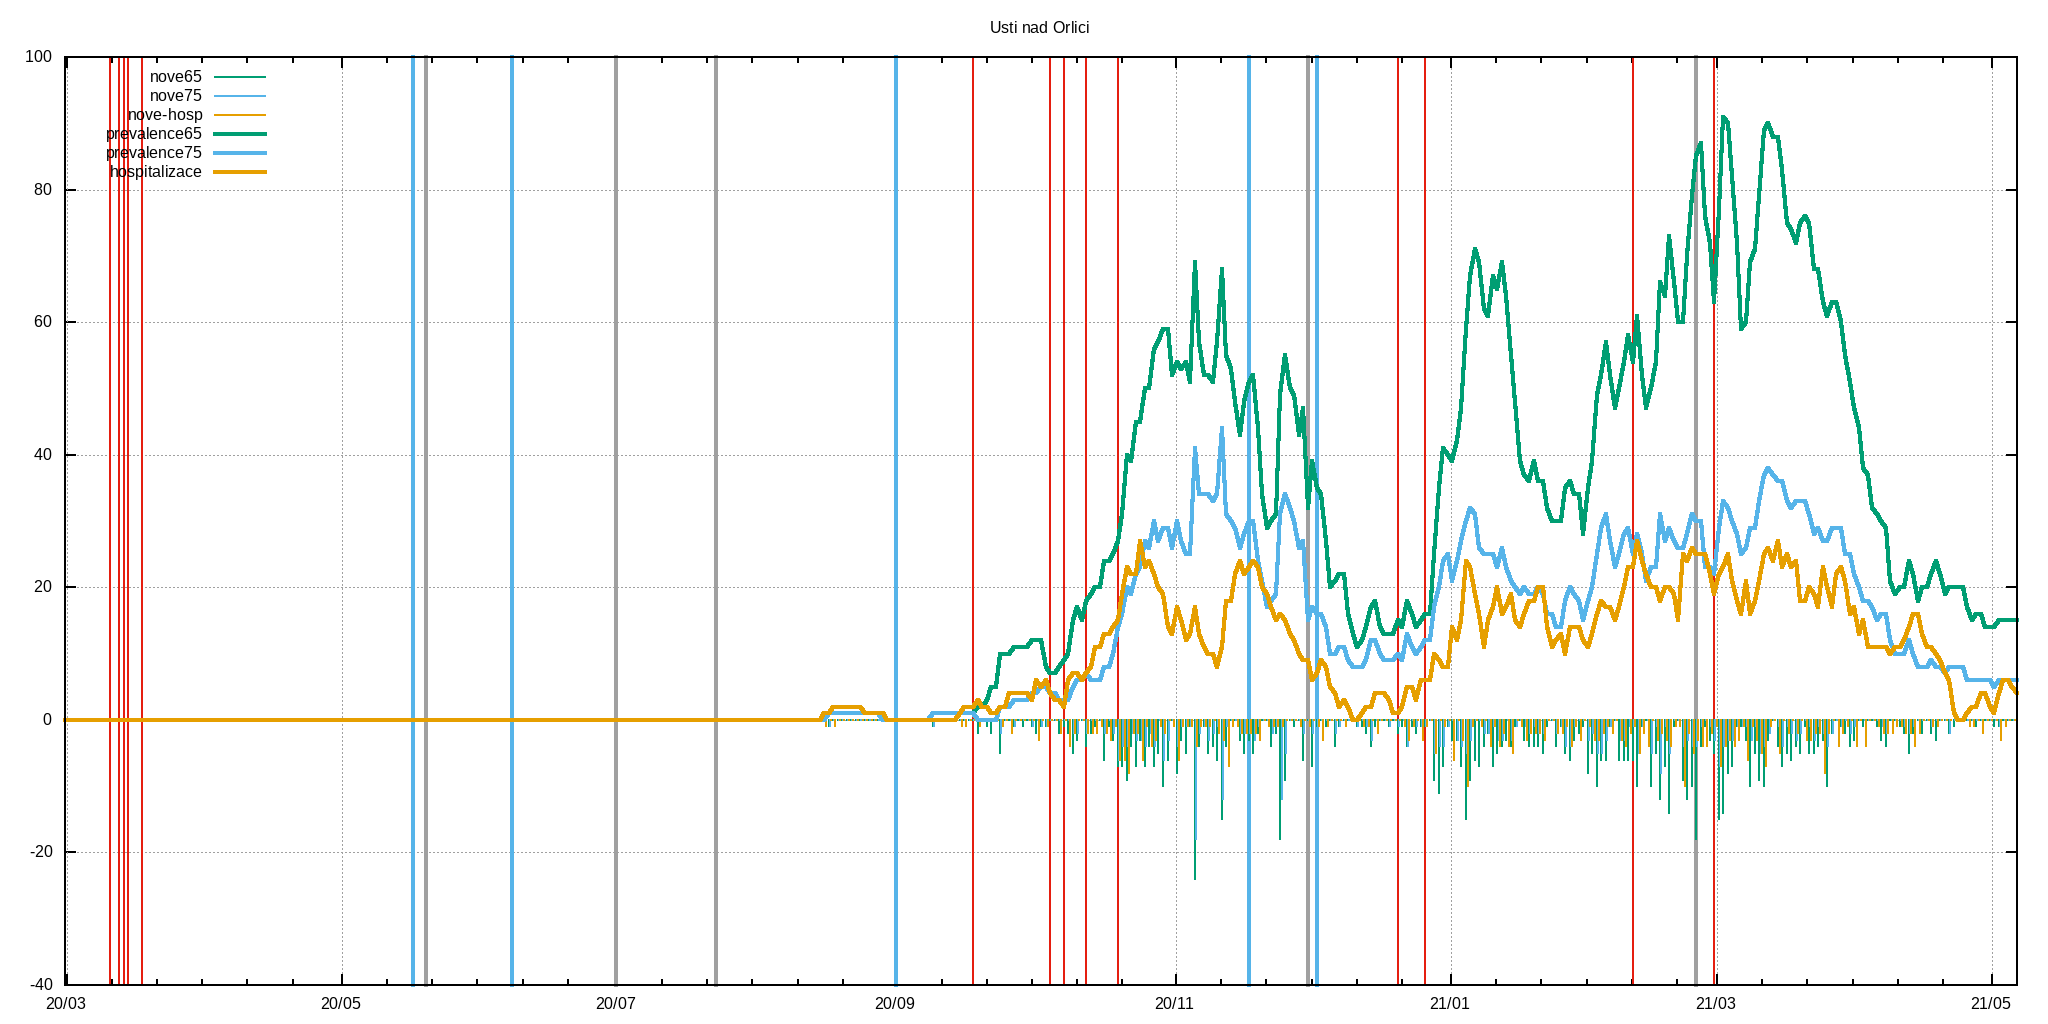 Usti nad Orlici
100
80
60
40
20
0
-20
-40
nove65
nove75
nove-hosp
prevalence65
prevalence75
hospitalizace
20/03 20/05 20/07 20/09 20/11 21/01 21/03 21/05